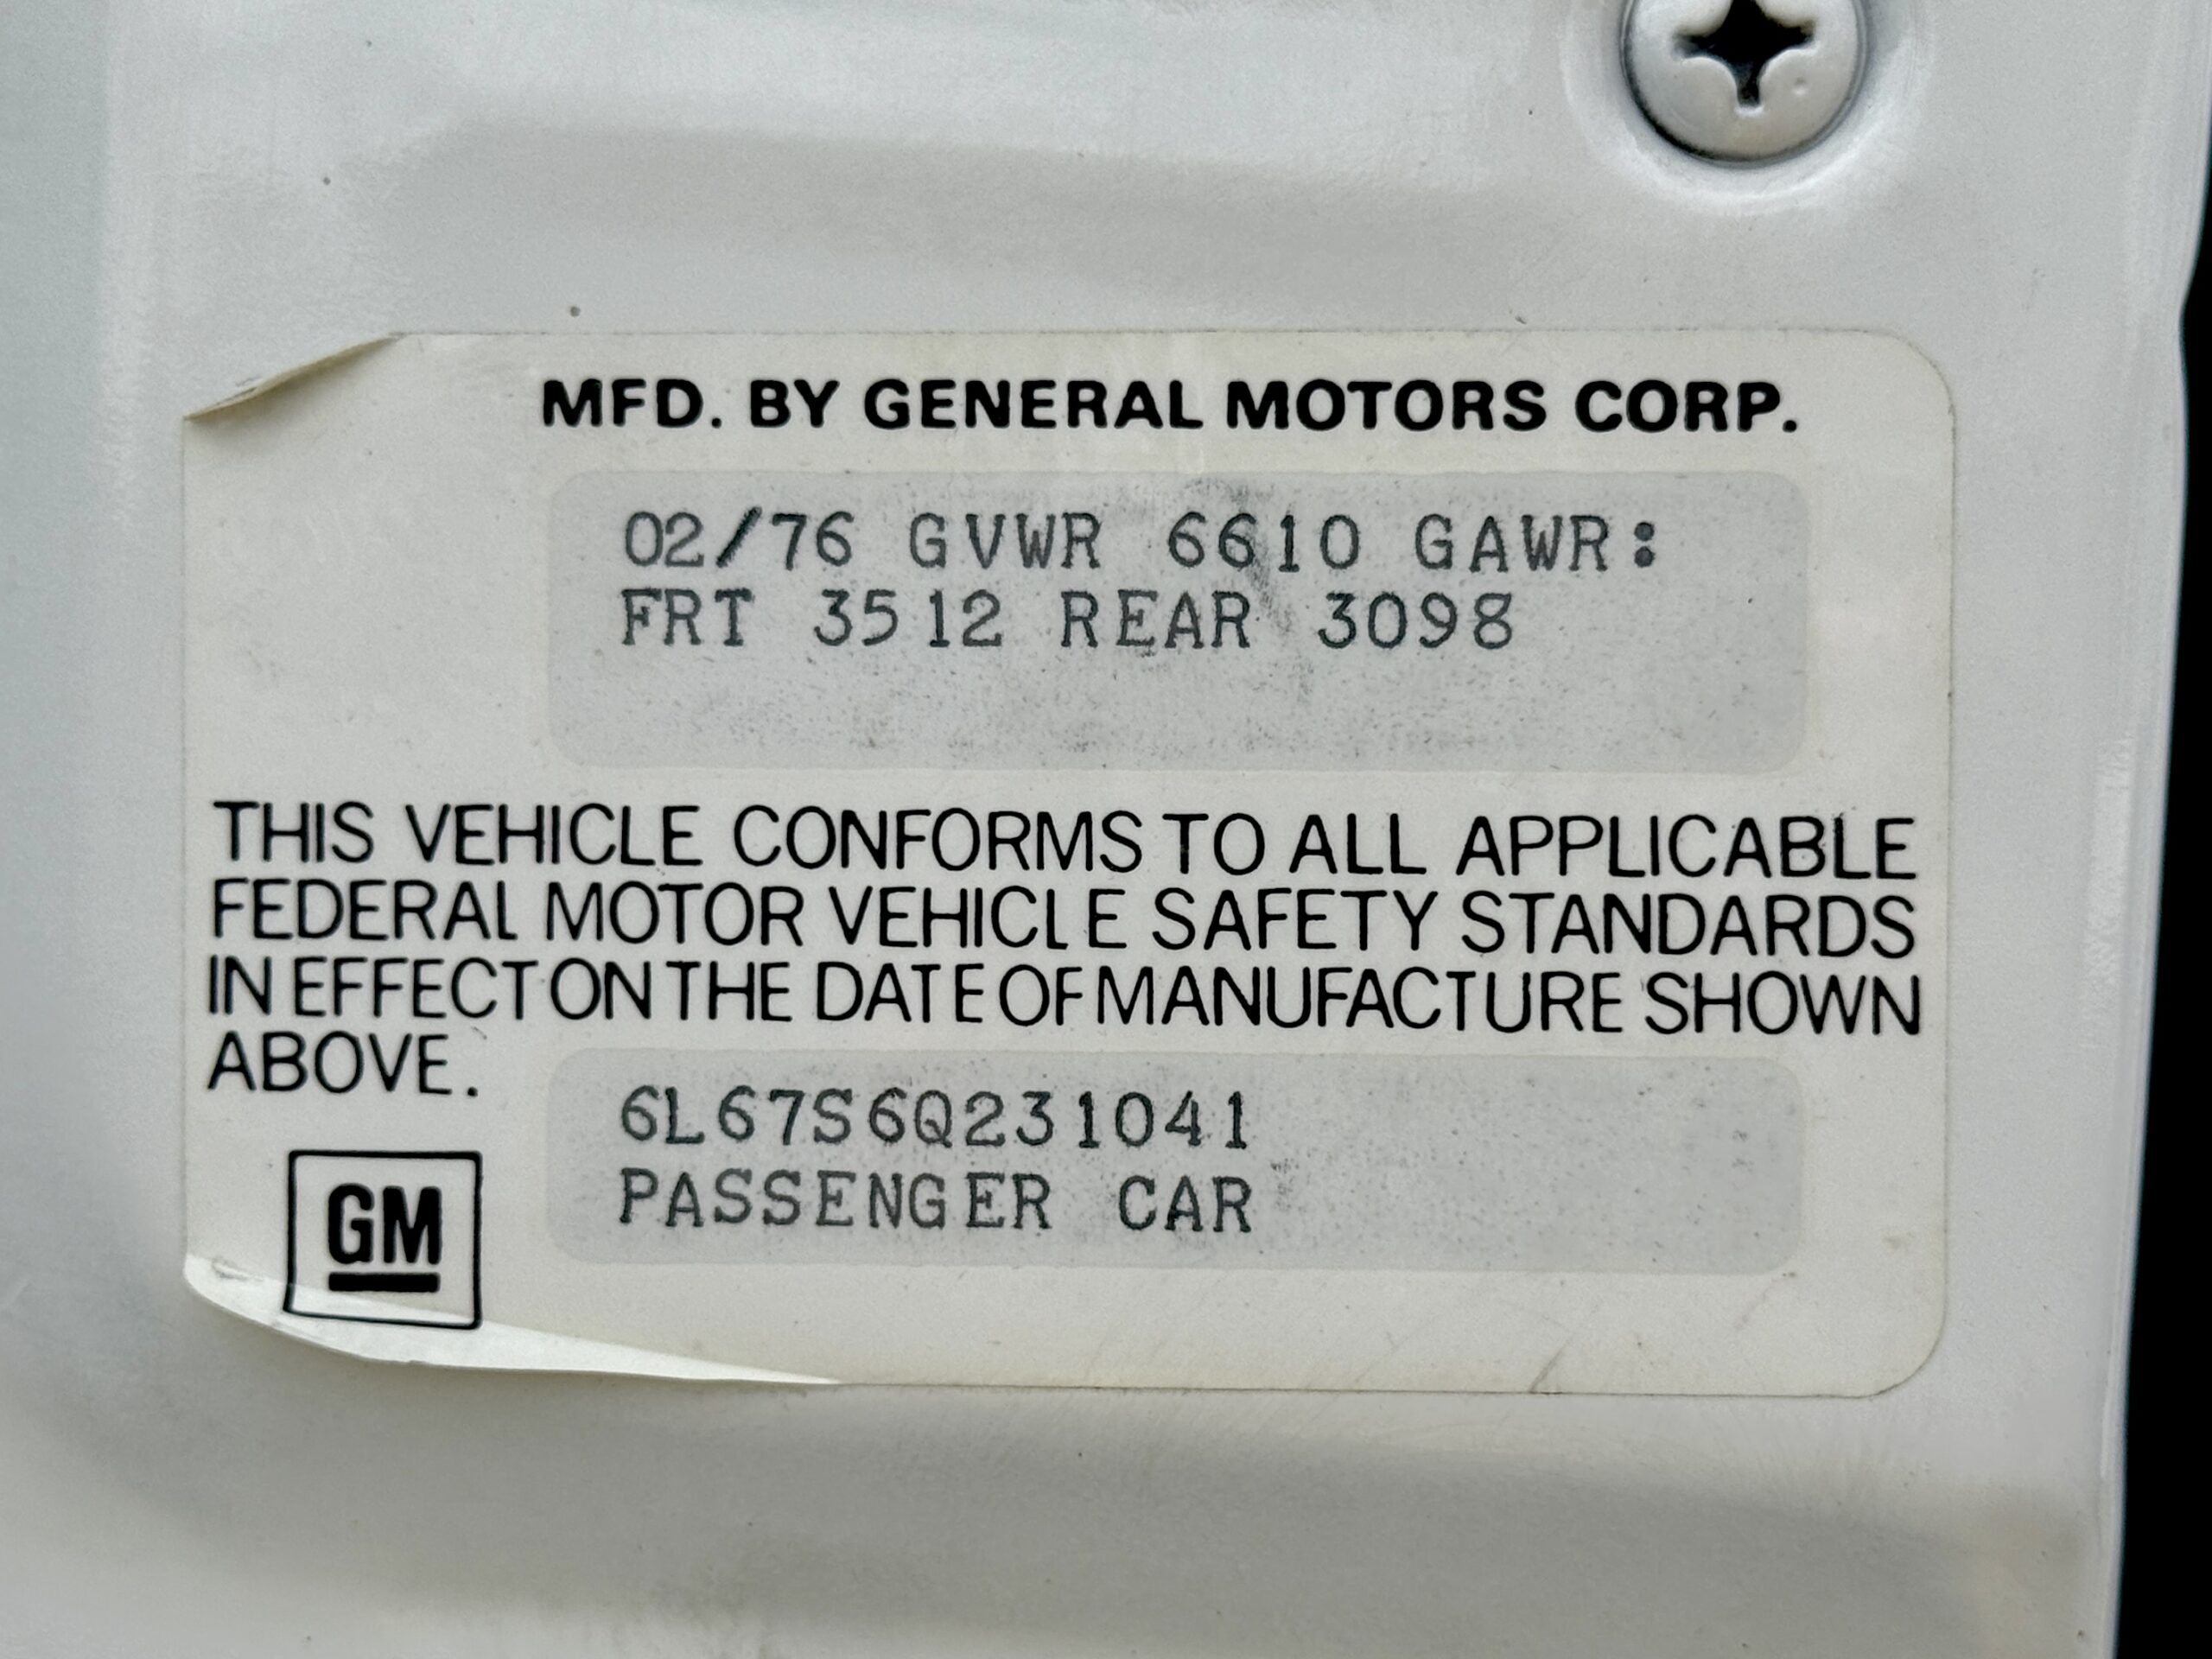 MFD. BY GENERAL MOTORS CORP.
02/76 GVWR 6610 GAWR:
FRT 3512 REAR 3098
THIS VEHICLE CONFORMS TO ALL APPLICABLE
FEDERAL MOTOR VEHICLE SAFETY STANDARDS
IN EFFECT ON THE DATE OF MANUFACTURE SHOWN
ABOVE.
6L67S6Q231041
PASSENGER CAR
GM